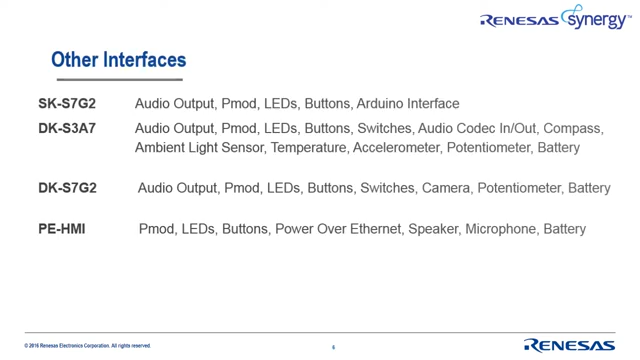 RENESAS synergy™
Other Interfaces
SK-S7G2 Audio Output, Pmod, LEDs, Buttons, Arduino Interface
DK-S3A7 Audio Output, Pmod, LEDs, Buttons, Switches, Audio Codec In/Out, Compass,
Ambient Light Sensor, Temperature, Accelerometer, Potentiometer, Battery
DK-S7G2 Audio Output, Pmod, LEDs, Buttons, Switches, Camera, Potentiometer, Battery
PE-HMI Pmod, LEDs, Buttons, Power Over Ethernet, Speaker, Microphone, Battery
© 2016 Renesas Electronics Corporation. All rights reserved.
6
RENESAS